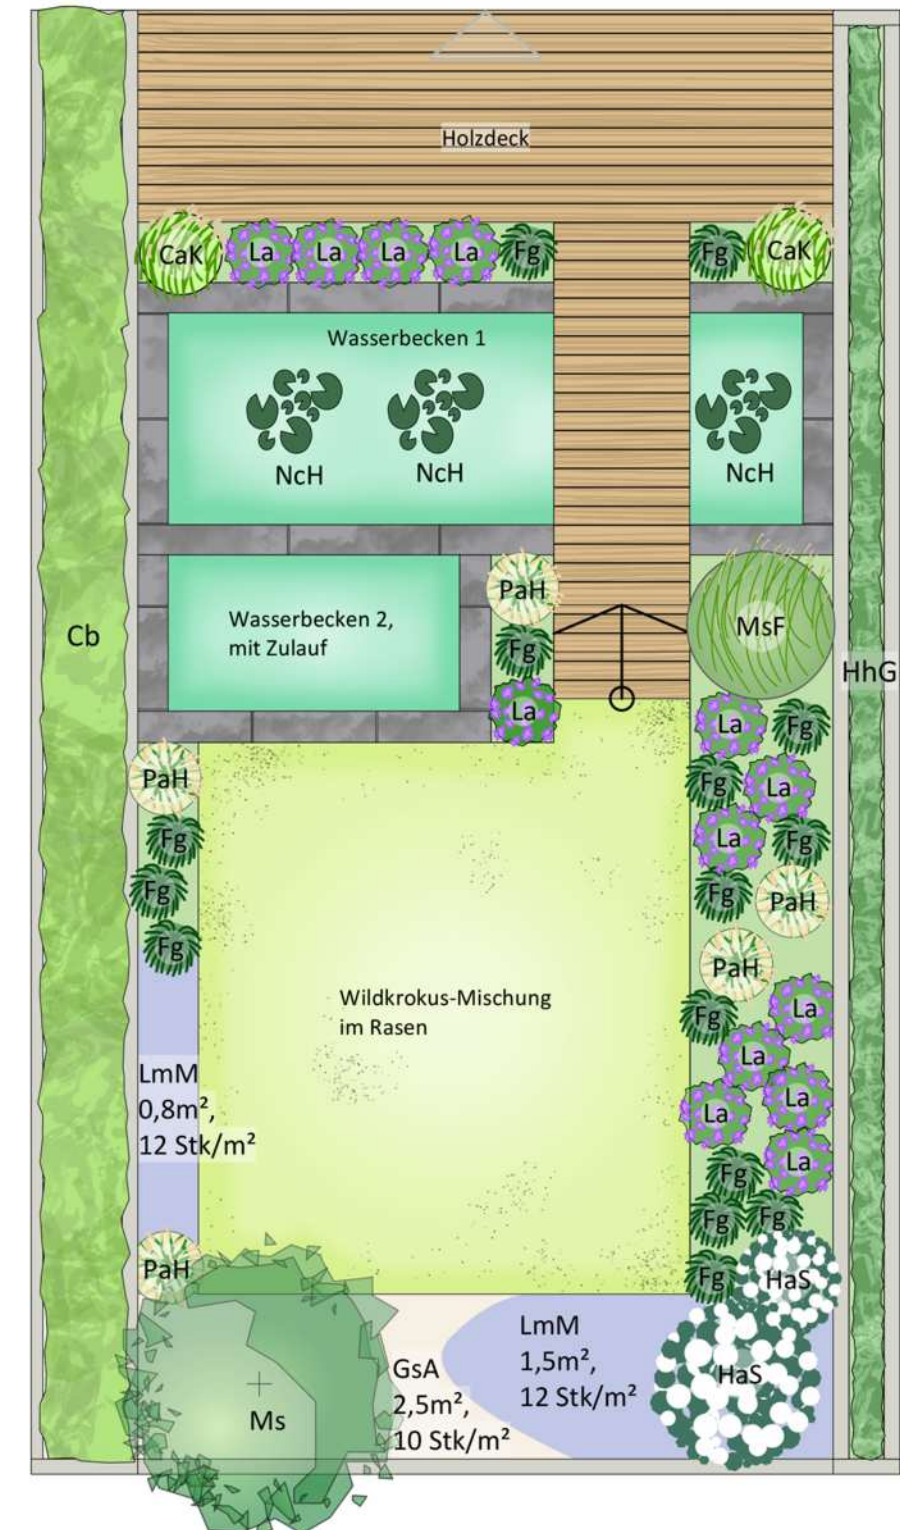 Holzdeck
CaK
La
La
La
La
Fg
Fg
CaK
Wasserbecken 1
NcH
NcH
NcH
PaH
Wasserbecken 2,
mit Zulauf
Fg
La
MsF
Cb
HhG
La
Fg
PaH
Fg
La
Fg
La
Fg
Fg
Fg
PaH
Fg
PaH
Wildkrokus-Mischung
im Rasen
Fg
La
La
LmM
0,8m²,
12 Stk/m²
La
La
La
Fg
Fg
Fg
PaH
Fg
HaS
LmM
1,5m²,
12 Stk/m²
GsA
2,5m²,
10 Stk/m²
HaS
Ms